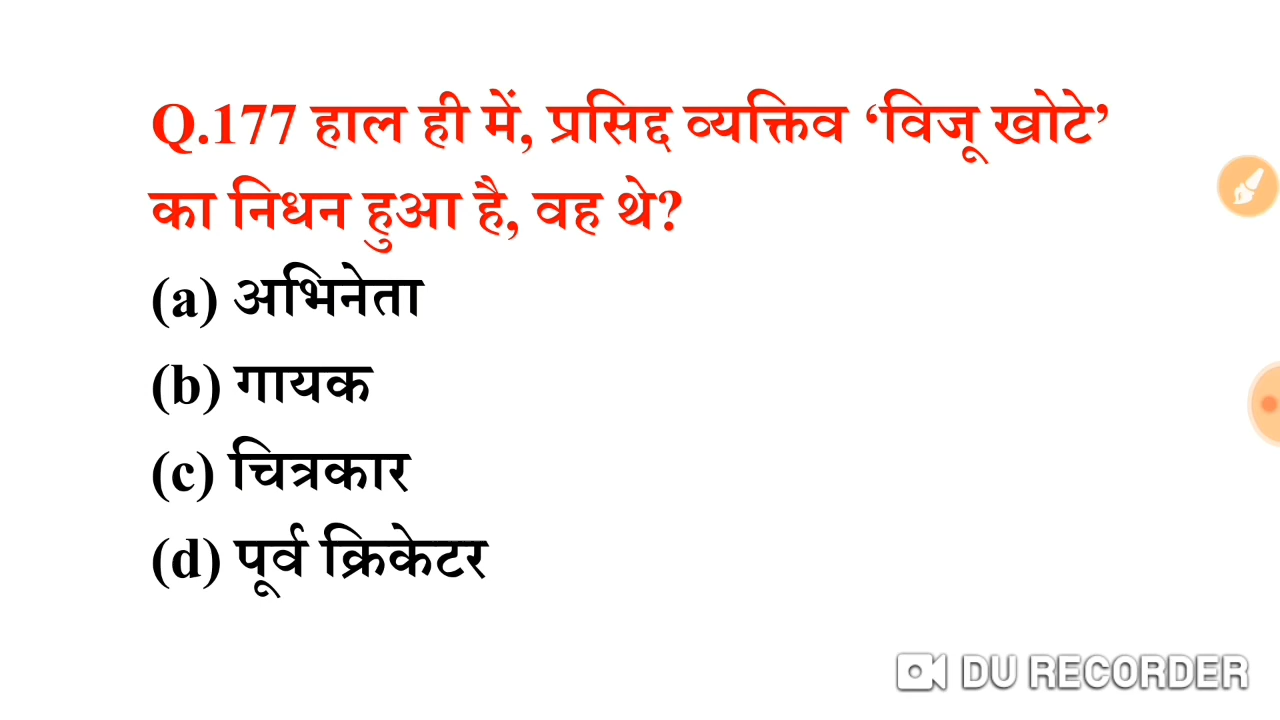 Q.177 हाल ही में, प्रसिद्द व्यक्तिव ‘विजू खोटे’
का निधन हुआ है, वह थे?
(a) अभिनेता
(b) गायक
(c) चित्रकार
(d) पूर्व क्रिकेटर
DU RECORDER